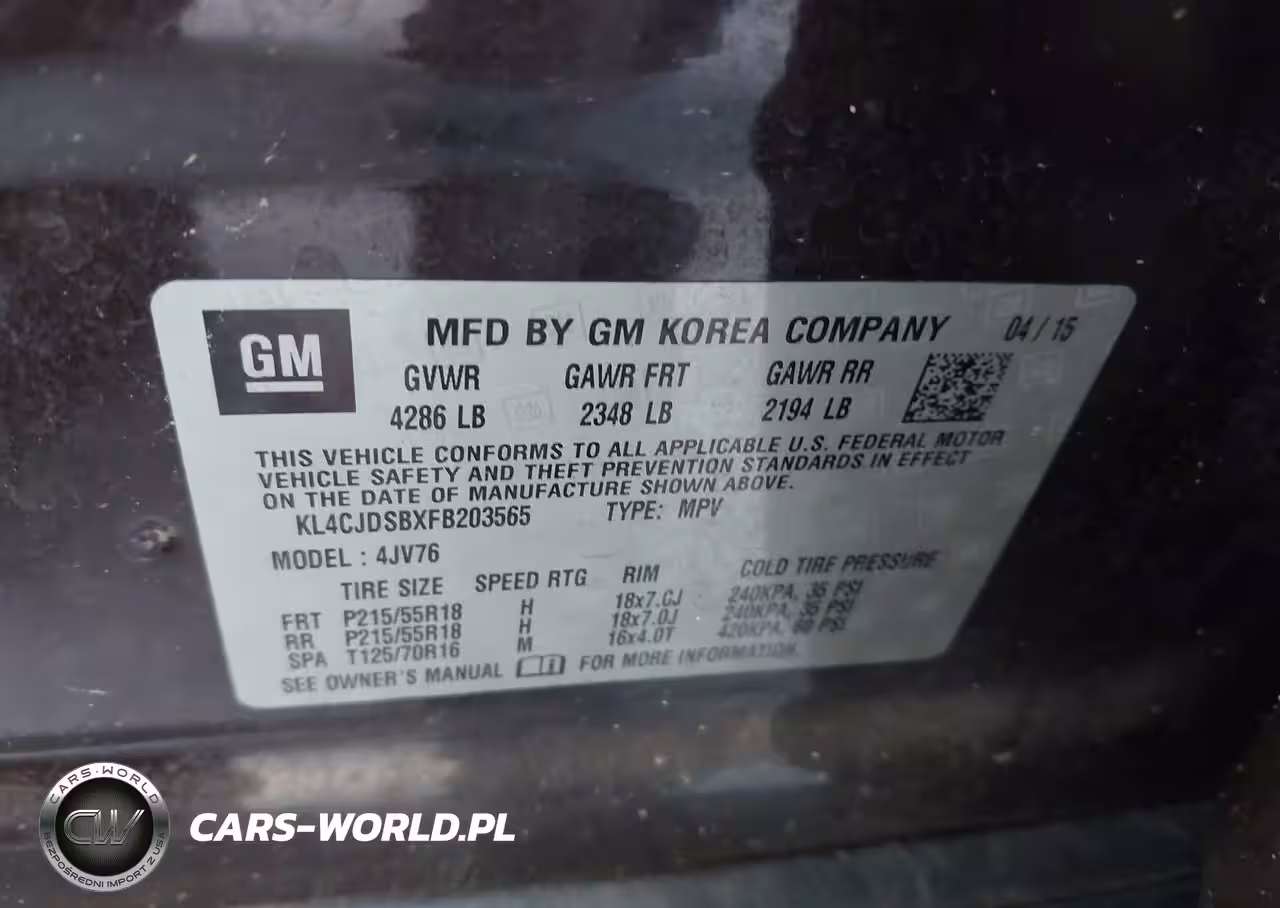 GM
MFD BY GM KOREA COMPANY 04 / 15
GVWR GAWR FRT GAWR RR
4286 LB 2348 LB 2194 LB
THIS VEHICLE CONFORMS TO ALL APPLICABLE U.S. FEDERAL MOTOR
VEHICLE SAFETY AND THEFT PREVENTION STANDARDS IN EFFECT
ON THE DATE OF MANUFACTURE SHOWN ABOVE.
KL4CJDSBXFB203565 TYPE: MPV
MODEL : 4JV76
TIRE SIZE SPEED RTG RIM COLD TIRE PRESSURE
FRT P215/55R18 H 18x7.0J 240KPA, 35 PSI
RR P215/55R18 H 18x7.0J 240KPA, 35 PSI
SPA T125/70R16 M 16x4.0T 420KPA, 60 PSI
SEE OWNER'S MANUAL FOR MORE INFORMATION.
CARS-WORLD
CW
BEZPOŚREDNI IMPORT Z USA
CARS-WORLD.PL